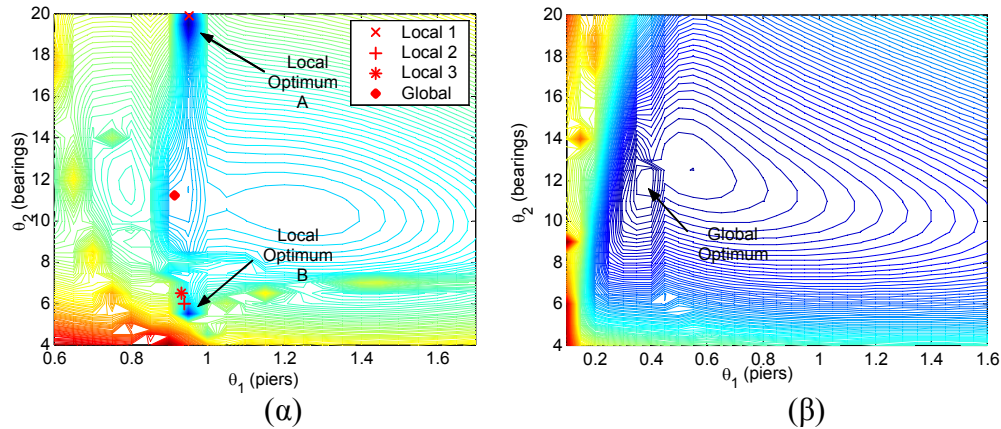 20
18
16
14
12
10
8
6
4
θ2 (bearings)
0.6
0.8
1
1.2
1.4
1.6
θ1 (piers)
Local
Optimum
A
Local
Optimum
B
Local 1
Local 2
Local 3
Global
(α)
20
18
16
14
12
10
8
6
4
θ2 (bearings)
0.2
0.4
0.6
0.8
1
1.2
1.4
1.6
θ1 (piers)
Global
Optimum
(β)